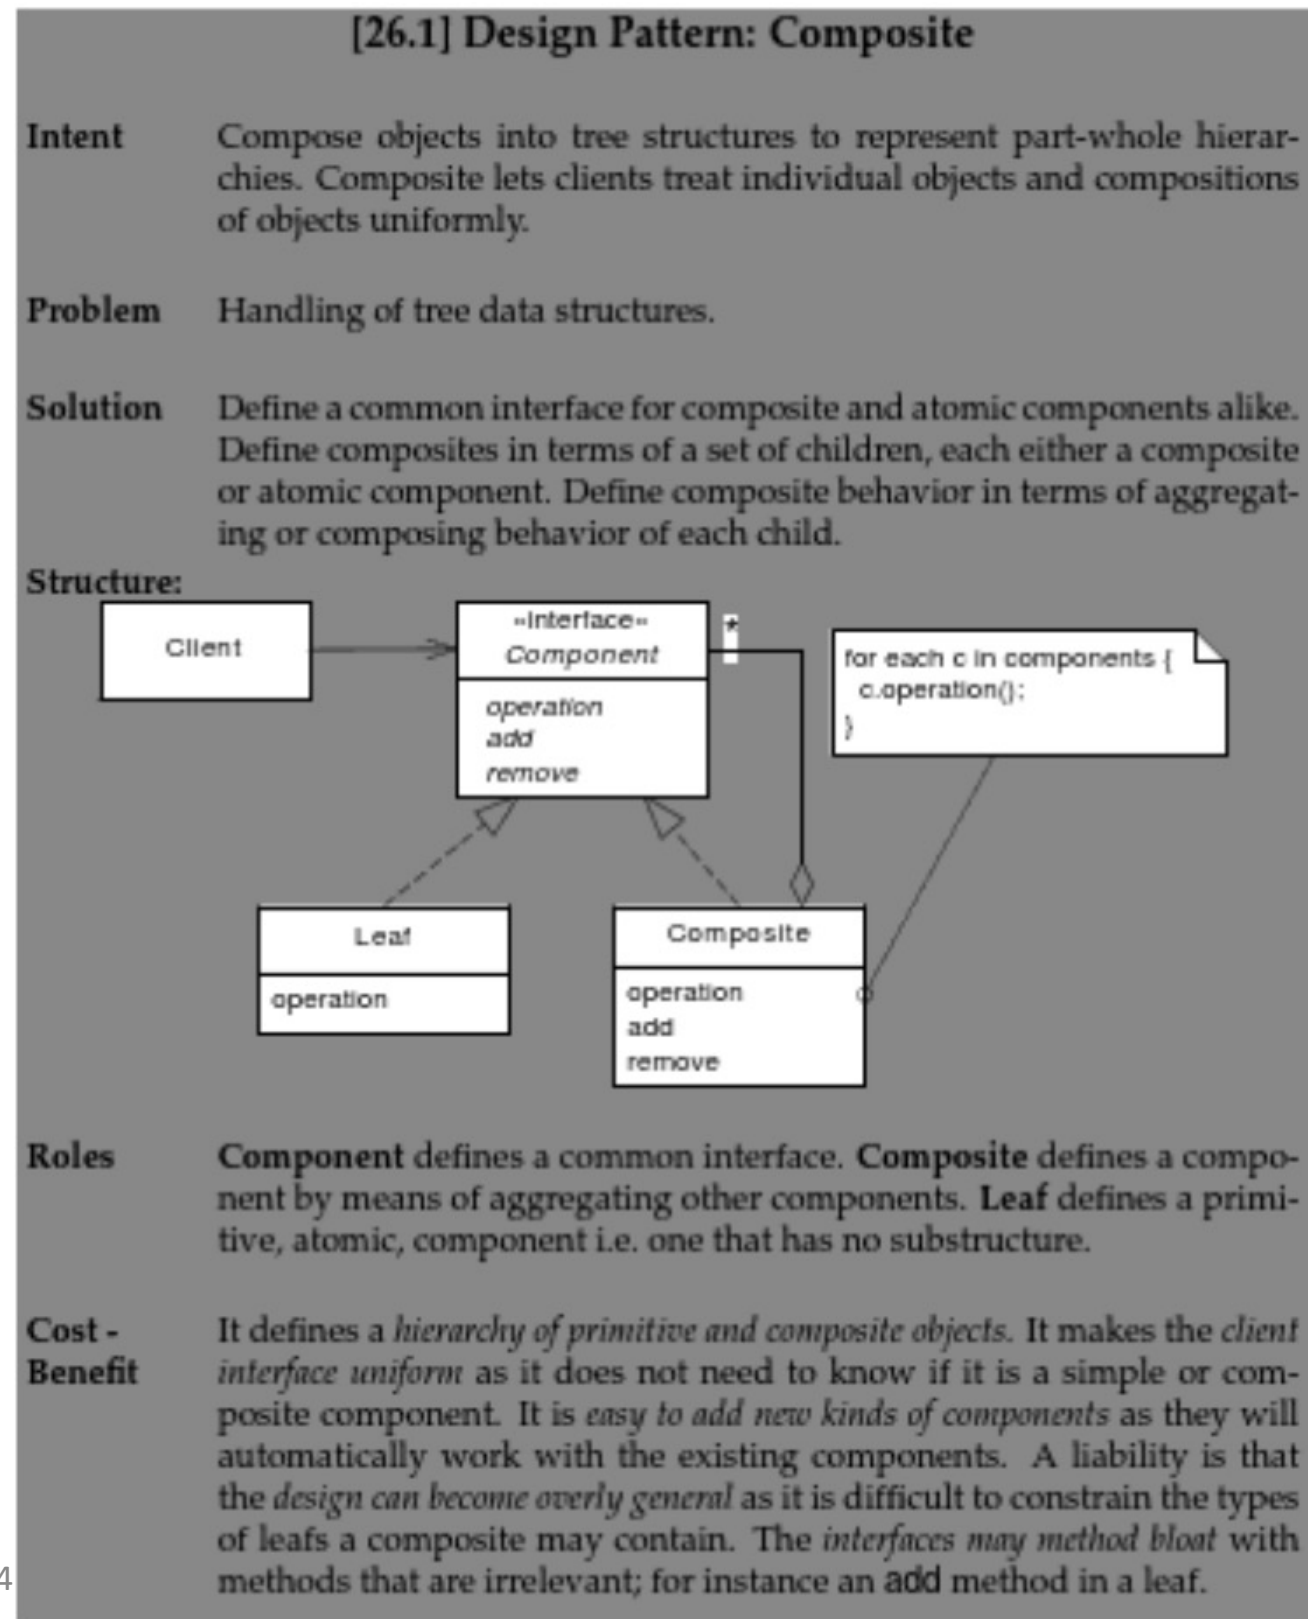 [26.1] Design Pattern: Composite
Intent Compose objects into tree structures to represent part-whole hierar-
chies. Composite lets clients treat individual objects and compositions
of objects uniformly.
Problem Handling of tree data structures.
Solution Define a common interface for composite and atomic components alike.
Define composites in terms of a set of children, each either a composite
or atomic component. Define composite behavior in terms of aggregat-
ing or composing behavior of each child.
Structure:
Client
«interface»
Component
operation
add
remove
*
for each c in components {
c.operation();
}
Leaf
operation
Composite
operation
add
remove
Roles Component defines a common interface. Composite defines a compo-
nent by means of aggregating other components. Leaf defines a primi-
tive, atomic, component i.e. one that has no substructure.
Cost - It defines a hierarchy of primitive and composite objects. It makes the client
Benefit interface uniform as it does not need to know if it is a simple or com-
posite component. It is easy to add new kinds of components as they will
automatically work with the existing components. A liability is that
the design can become overly general as it is difficult to constrain the types
of leafs a composite may contain. The interfaces may method bloat with
methods that are irrelevant; for instance an add method in a leaf.
4